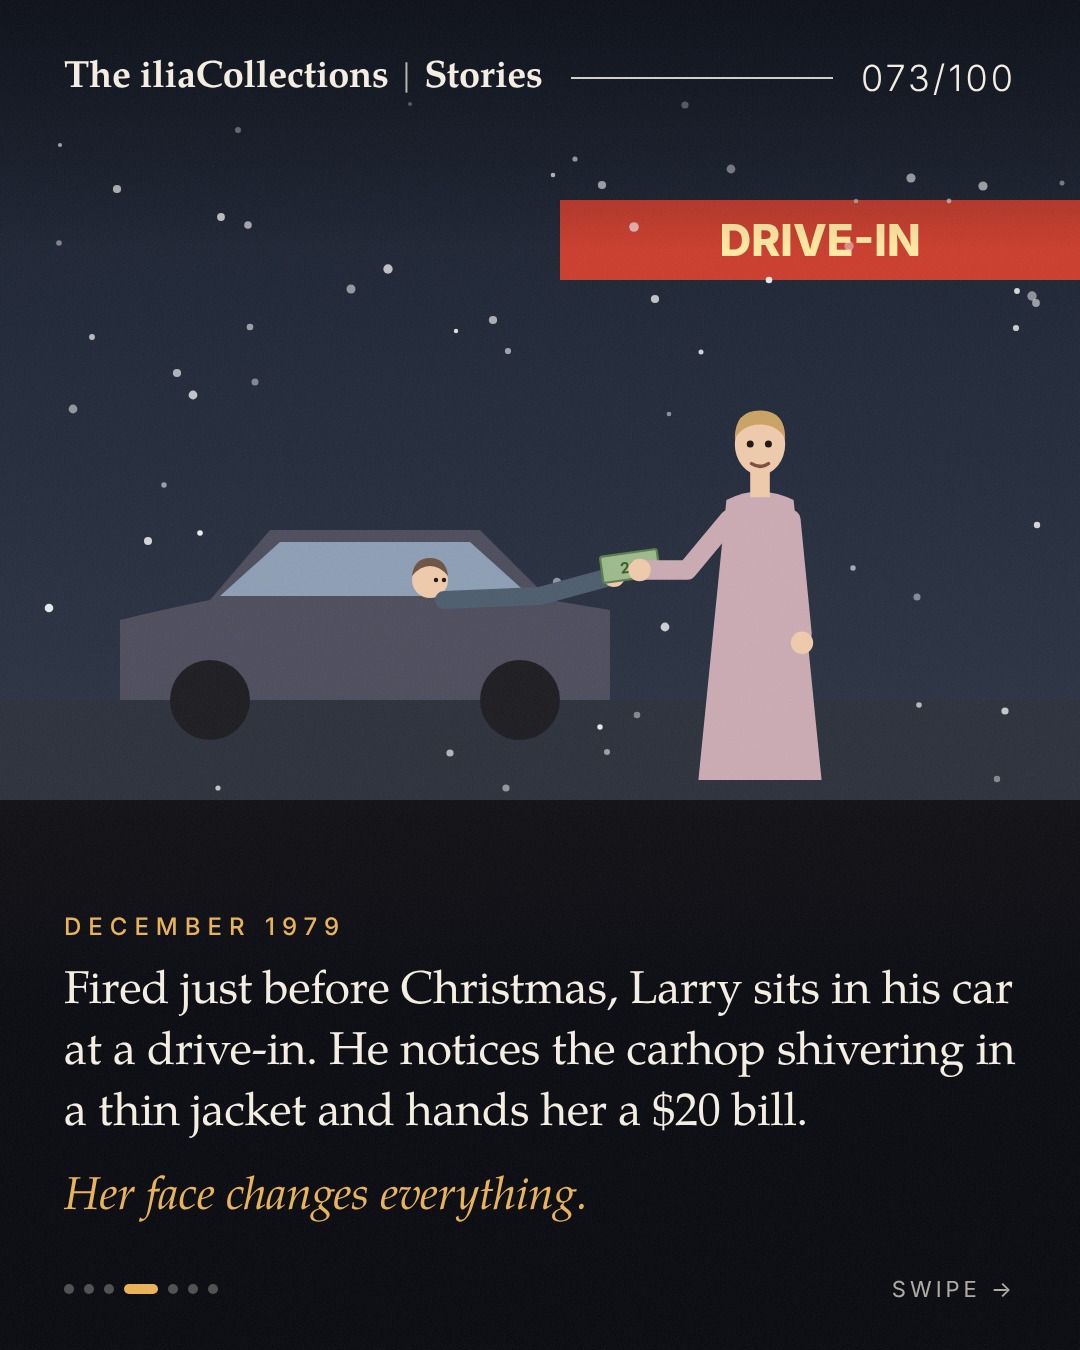 The iliaCollections | Stories 073/100
DRIVE-IN
2
DECEMBER 1979
Fired just before Christmas, Larry sits in his car
at a drive-in. He notices the carhop shivering in
a thin jacket and hands her a $20 bill.
Her face changes everything.
SWIPE →